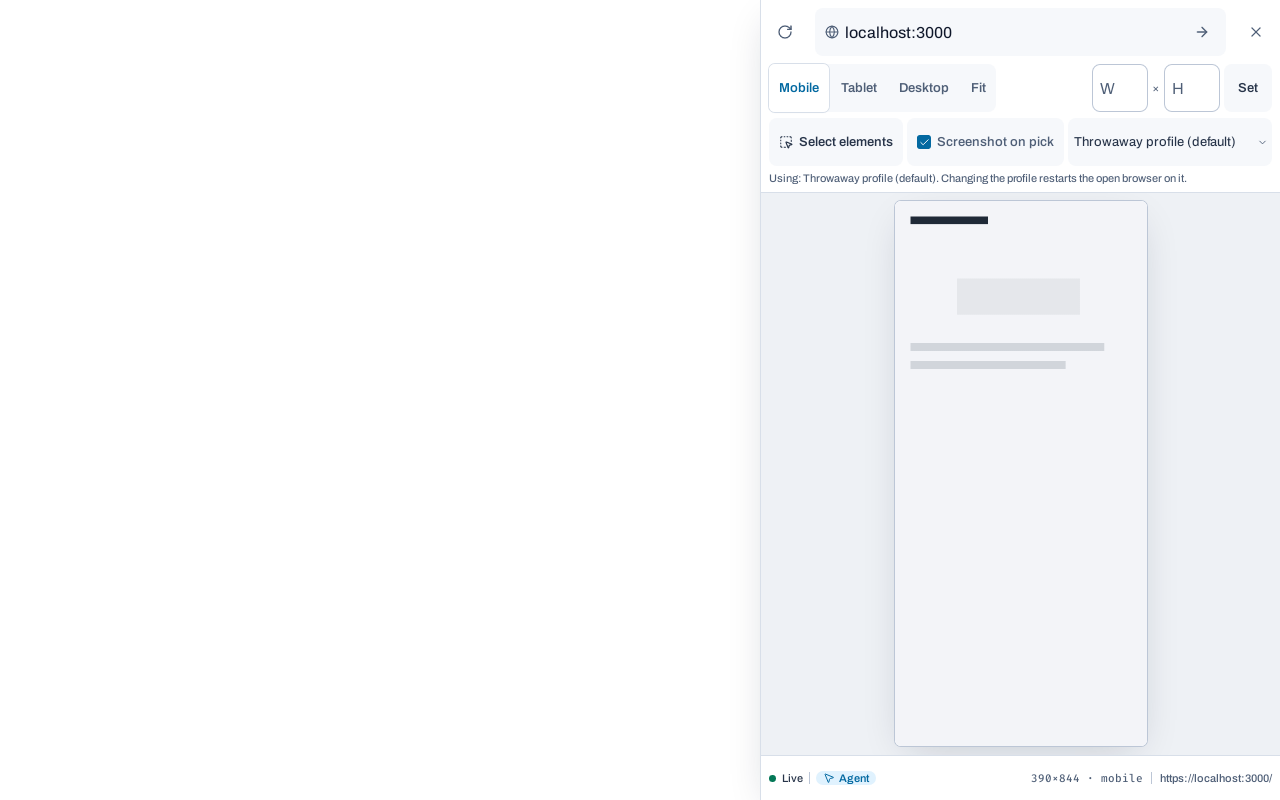 localhost:3000
Mobile Tablet Desktop Fit W × H Set
Select elements Screenshot on pick Throwaway profile (default)
Using: Throwaway profile (default). Changing the profile restarts the open browser on it.
Live Agent 390×844 · mobile https://localhost:3000/